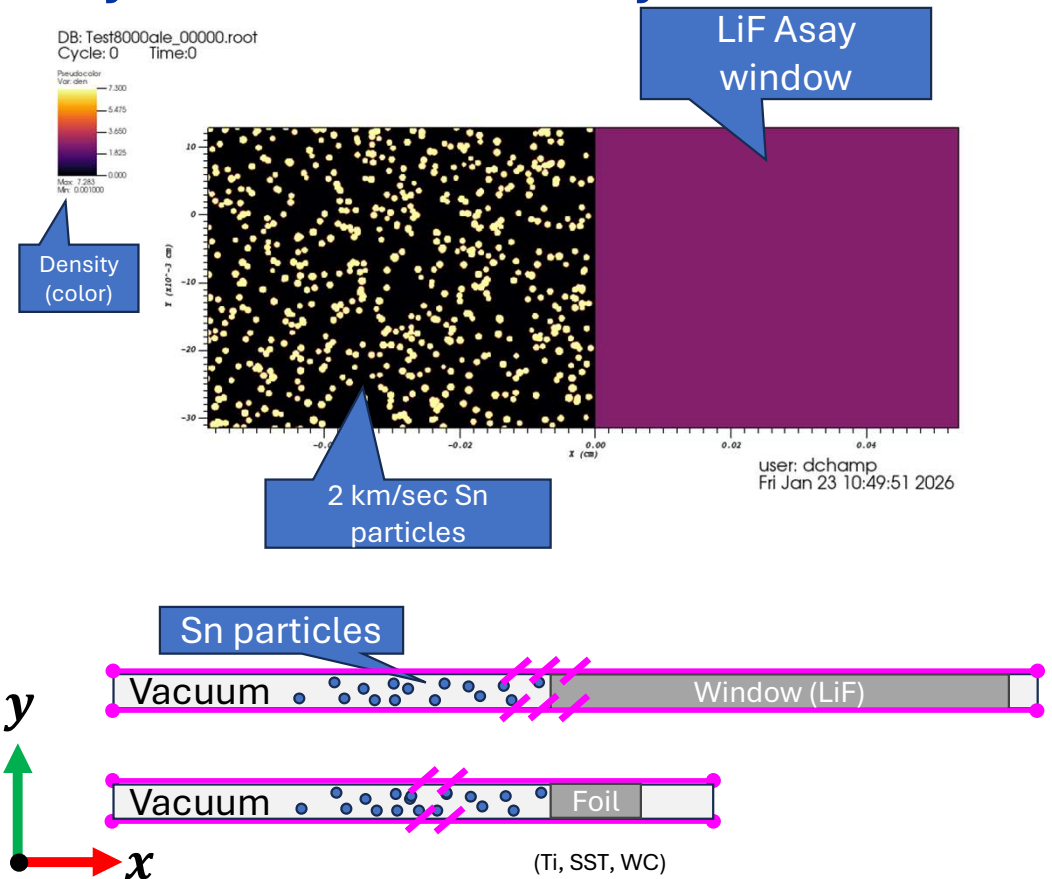 DB: Test8000ale_00000.root
Cycle: 0 Time:0
Pseudocolor
Var: den
7.300
5.475
3.650
1.825
0.000
Max: 7.283
Min: 0.001000
LiF Asay
window
Density
(color)
10
0
-10
-20
-30
Y (x10^-3 cm)
-0.02
0.00
0.02
0.04
X (cm)
user: dchamp
Fri Jan 23 10:49:51 2026
2 km/sec Sn
particles
Sn particles
Vacuum
Window (LiF)
y
Vacuum
Foil
x
(Ti, SST, WC)